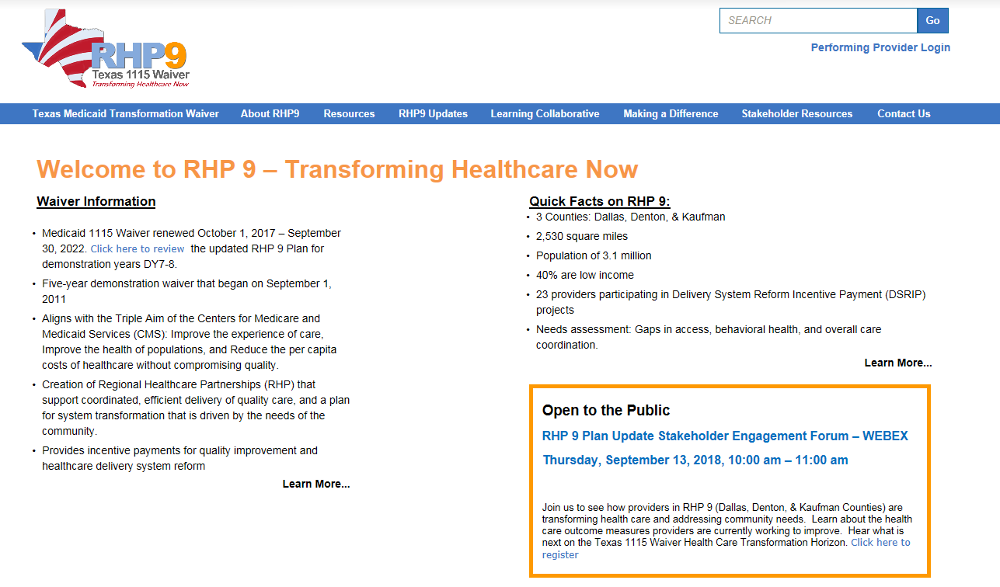 RHP9
Texas 1115 Waiver
Transforming Healthcare Now
SEARCH
Go
Performing Provider Login
Texas Medicaid Transformation Waiver About RHP9 Resources RHP9 Updates Learning Collaborative Making a Difference Stakeholder Resources Contact Us
Welcome to RHP 9 – Transforming Healthcare Now
Waiver Information
• Medicaid 1115 Waiver renewed October 1, 2017 – September
30, 2022. Click here to review the updated RHP 9 Plan for
demonstration years DY7-8.
• Five-year demonstration waiver that began on September 1,
2011
• Aligns with the Triple Aim of the Centers for Medicare and
Medicaid Services (CMS): Improve the experience of care,
Improve the health of populations, and Reduce the per capita
costs of healthcare without compromising quality.
• Creation of Regional Healthcare Partnerships (RHP) that
support coordinated, efficient delivery of quality care, and a plan
for system transformation that is driven by the needs of the
community.
• Provides incentive payments for quality improvement and
healthcare delivery system reform
Learn More...
Quick Facts on RHP 9:
• 3 Counties: Dallas, Denton, & Kaufman
• 2,530 square miles
• Population of 3.1 million
• 40% are low income
• 23 providers participating in Delivery System Reform Incentive Payment (DSRIP)
projects
• Needs assessment: Gaps in access, behavioral health, and overall care
coordination.
Learn More...
Open to the Public
RHP 9 Plan Update Stakeholder Engagement Forum – WEBEX
Thursday, September 13, 2018, 10:00 am – 11:00 am
Join us to see how providers in RHP 9 (Dallas, Denton, & Kaufman Counties) are
transforming health care and addressing community needs. Learn about the health
care outcome measures providers are currently working to improve. Hear what is
next on the Texas 1115 Waiver Health Care Transformation Horizon. Click here to
register